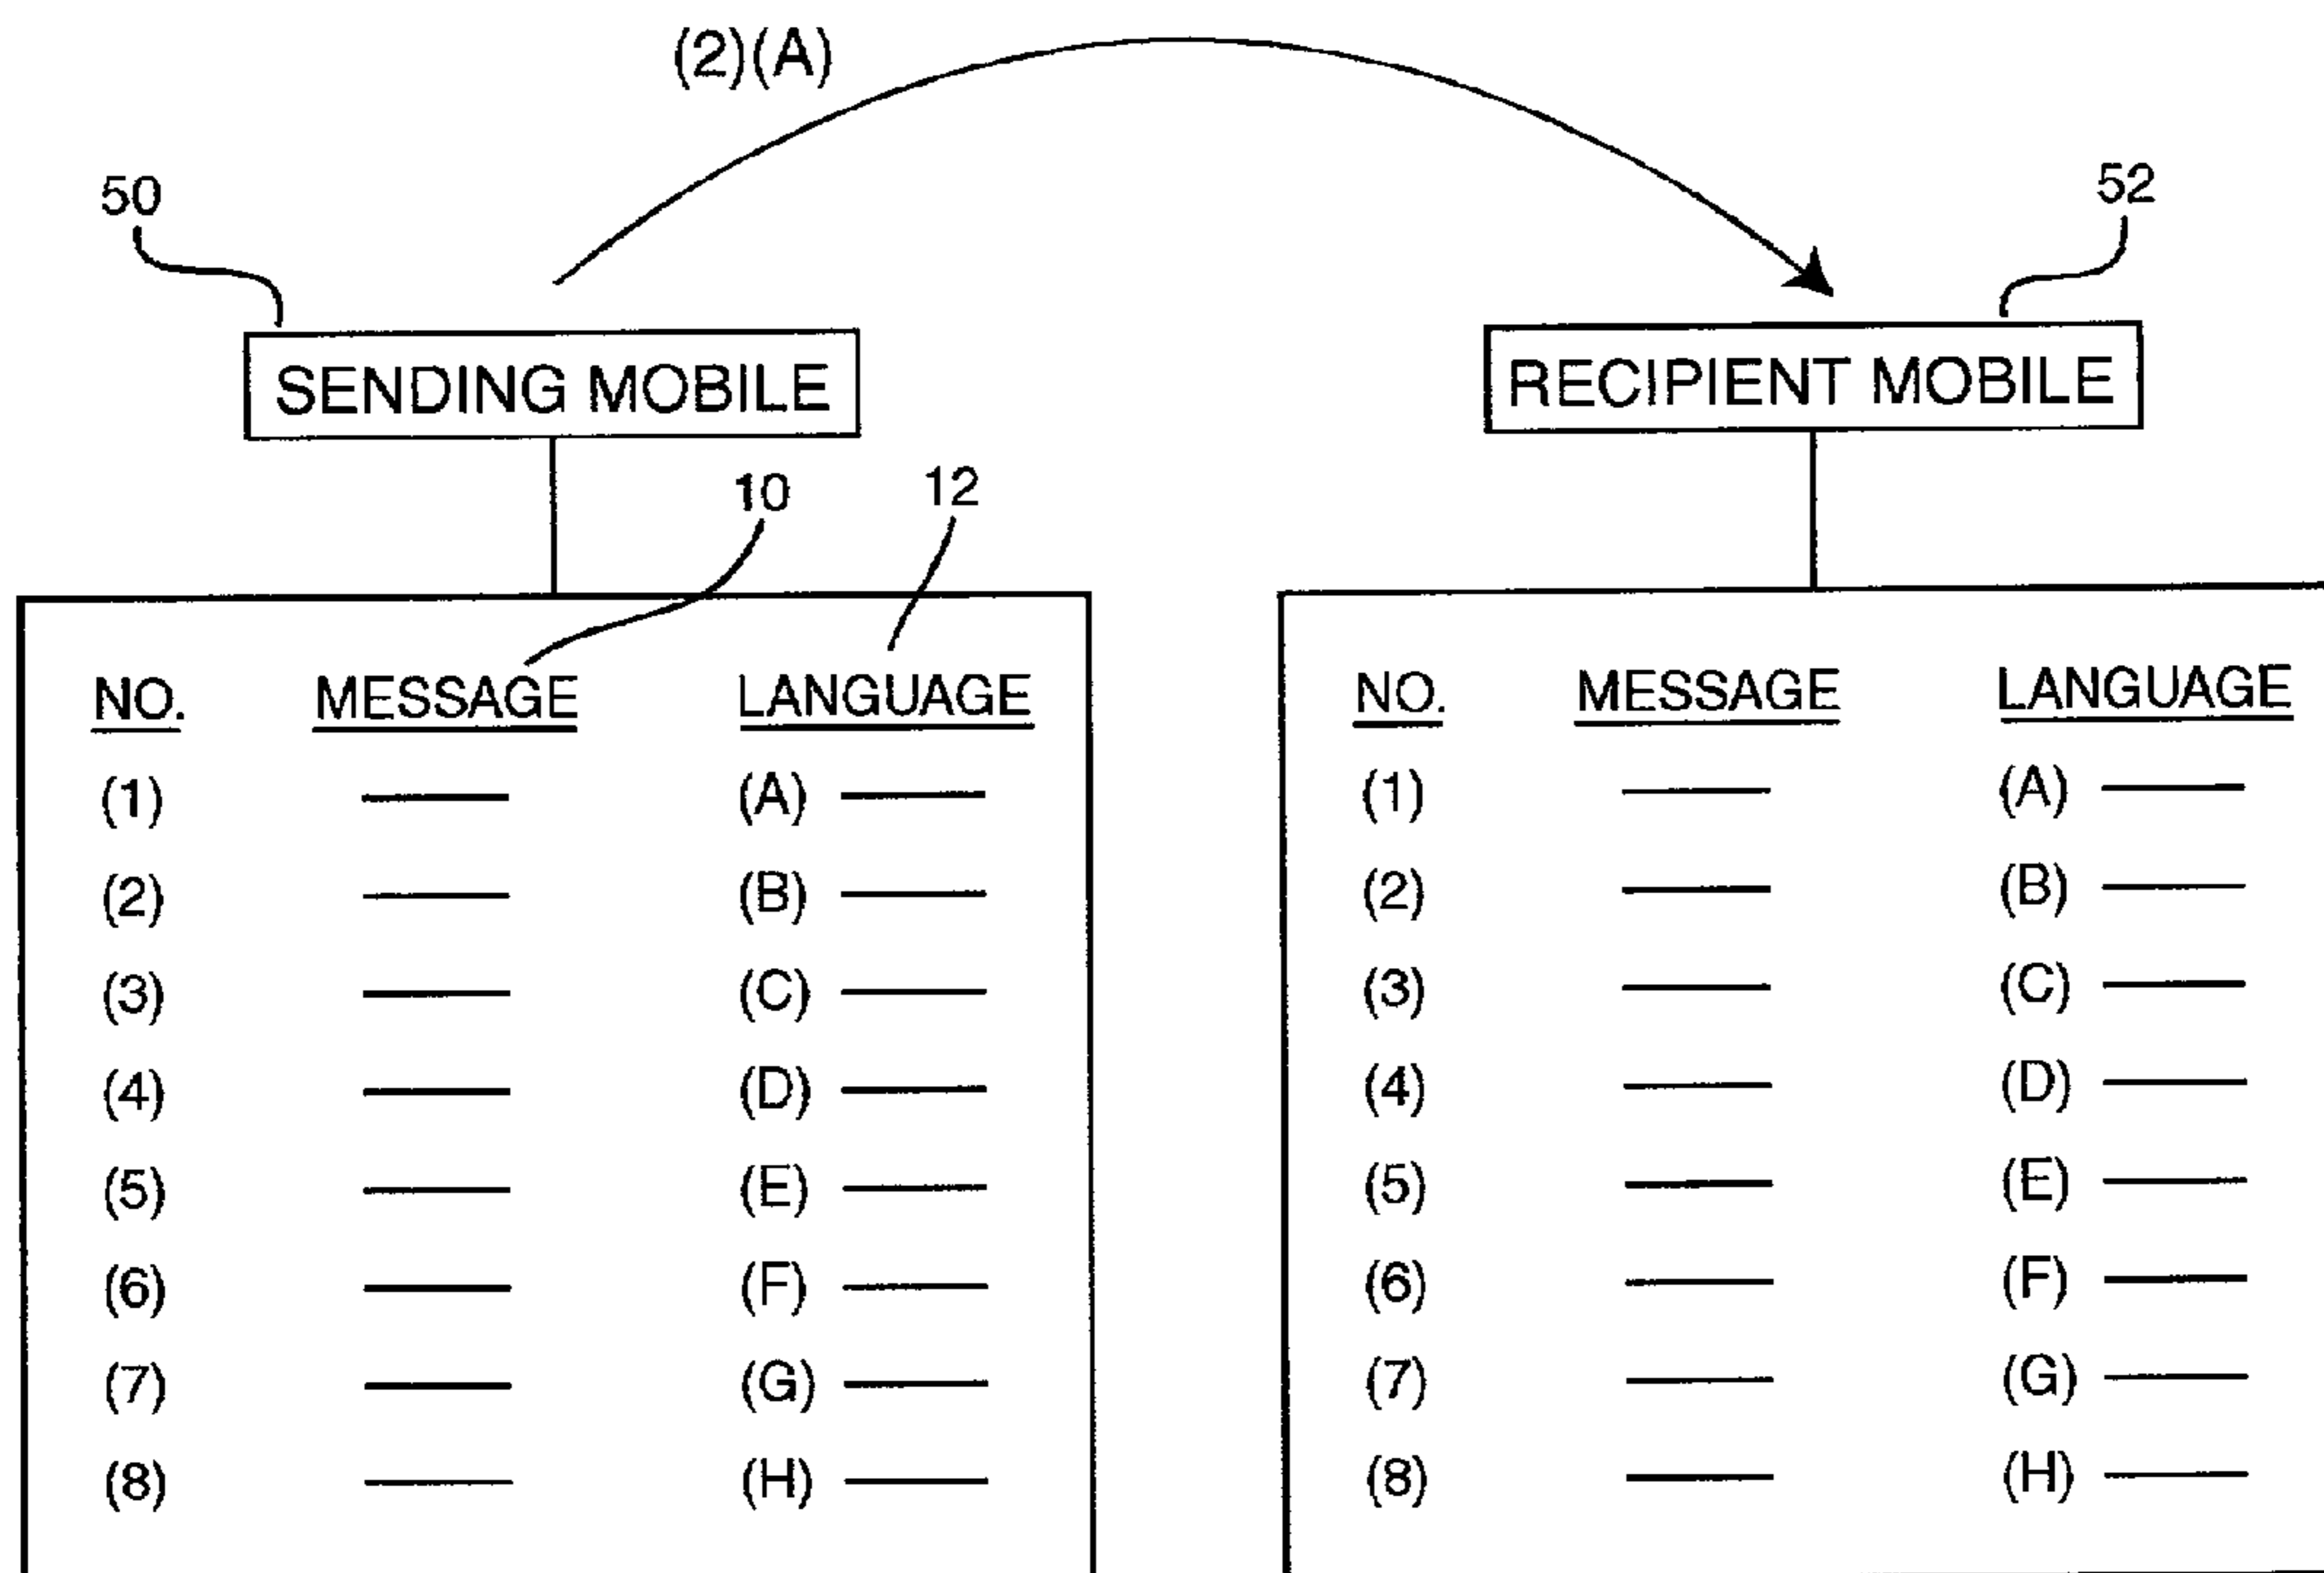 (2)(A)
50
52
SENDING MOBILE
RECIPIENT MOBILE
10
12
NO. MESSAGE LANGUAGE
(1) (A)
(2) (B)
(3) (C)
(4) (D)
(5) (E)
(6) (F)
(7) (G)
(8) (H)
NO. MESSAGE LANGUAGE
(1) (A)
(2) (B)
(3) (C)
(4) (D)
(5) (E)
(6) (F)
(7) (G)
(8) (H)